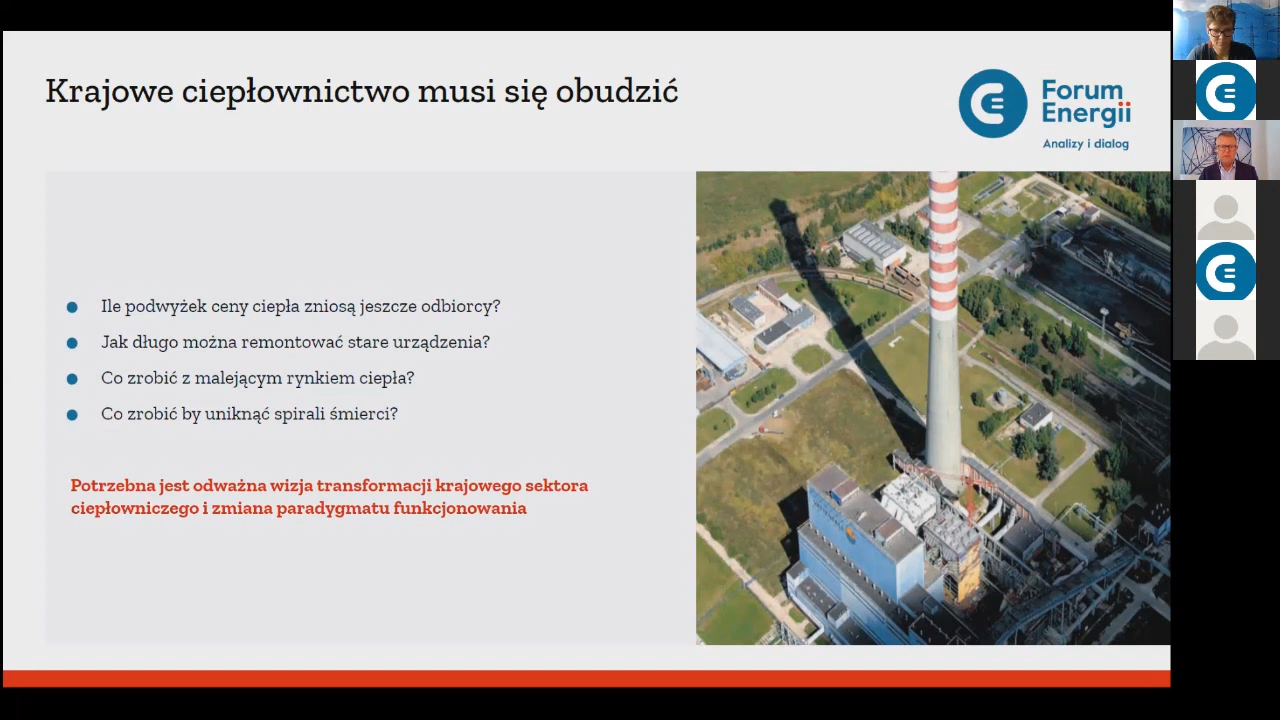 Krajowe ciepłownictwo musi się obudzić
Forum
Energii
Analizy i dialog
Ile podwyżek ceny ciepła zniosą jeszcze odbiorcy?
Jak długo można remontować stare urządzenia?
Co zrobić z malejącym rynkiem ciepła?
Co zrobić by uniknąć spirali śmierci?
Potrzebna jest odważna wizja transformacji krajowego sektora
ciepłowniczego i zmiana paradygmatu funkcjonowania